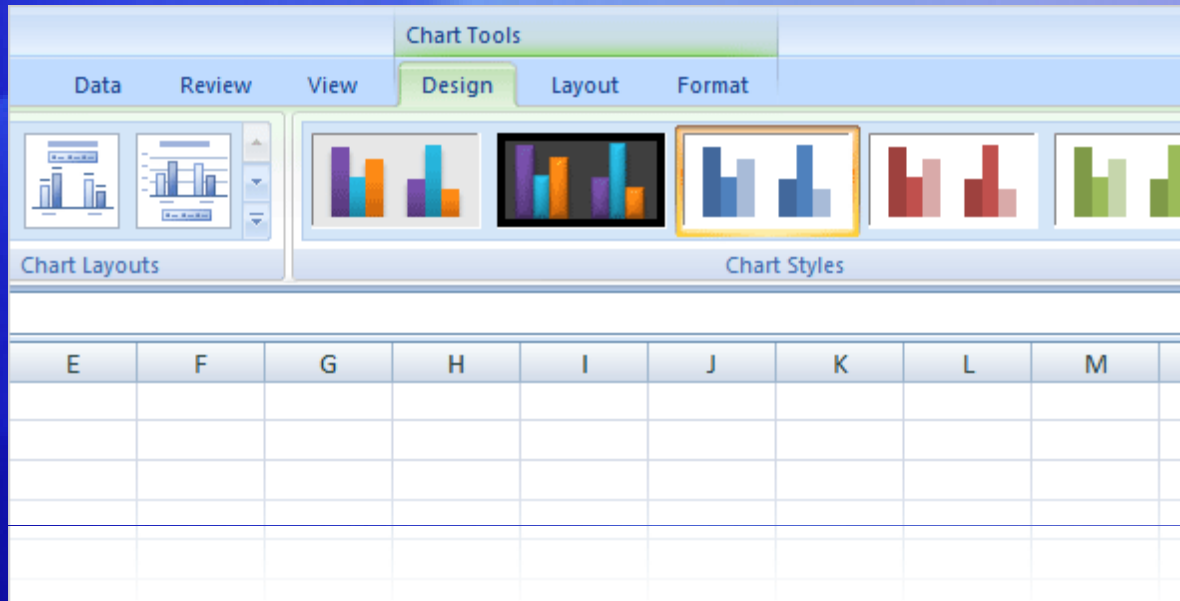 Chart Tools
Data Review View Design Layout Format
Chart Layouts Chart Styles
E F G H I J K L M